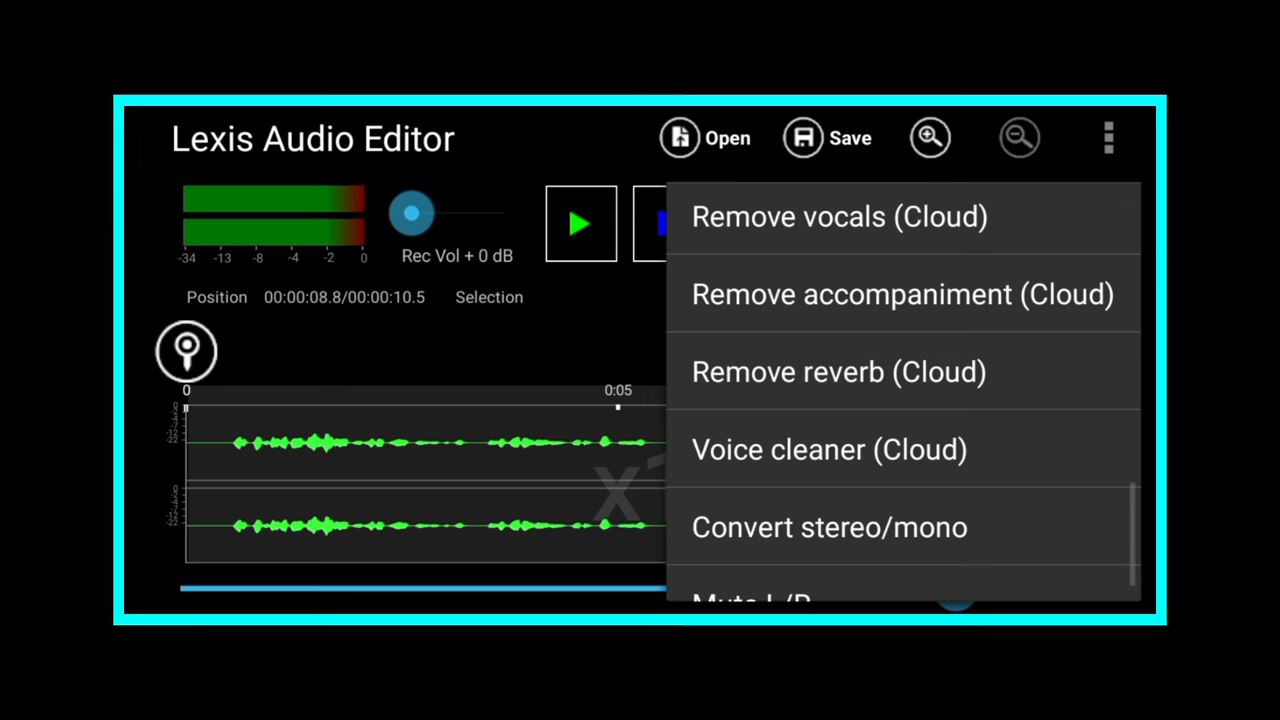 Lexis Audio Editor
Open
Save
-34 -13 -8 -4 -2 0
Rec Vol + 0 dB
Position 00:00:08.8/00:00:10.5 Selection
0 0:05
x1
Remove vocals (Cloud)
Remove accompaniment (Cloud)
Remove reverb (Cloud)
Voice cleaner (Cloud)
Convert stereo/mono
Mute L/R